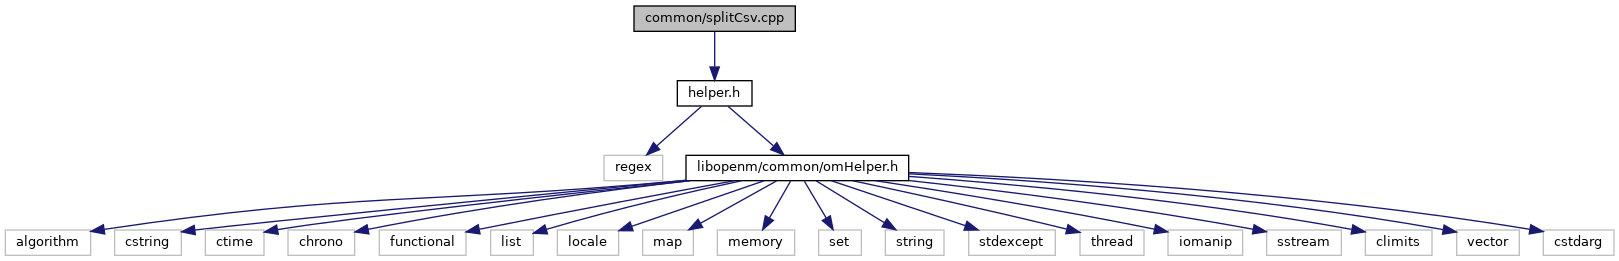 common/splitCsv.cpp
helper.h
regex
libopenm/common/omHelper.h
algorithm
cstring
ctime
chrono
functional
list
locale
map
memory
set
string
stdexcept
thread
iomanip
sstream
climits
vector
cstdarg